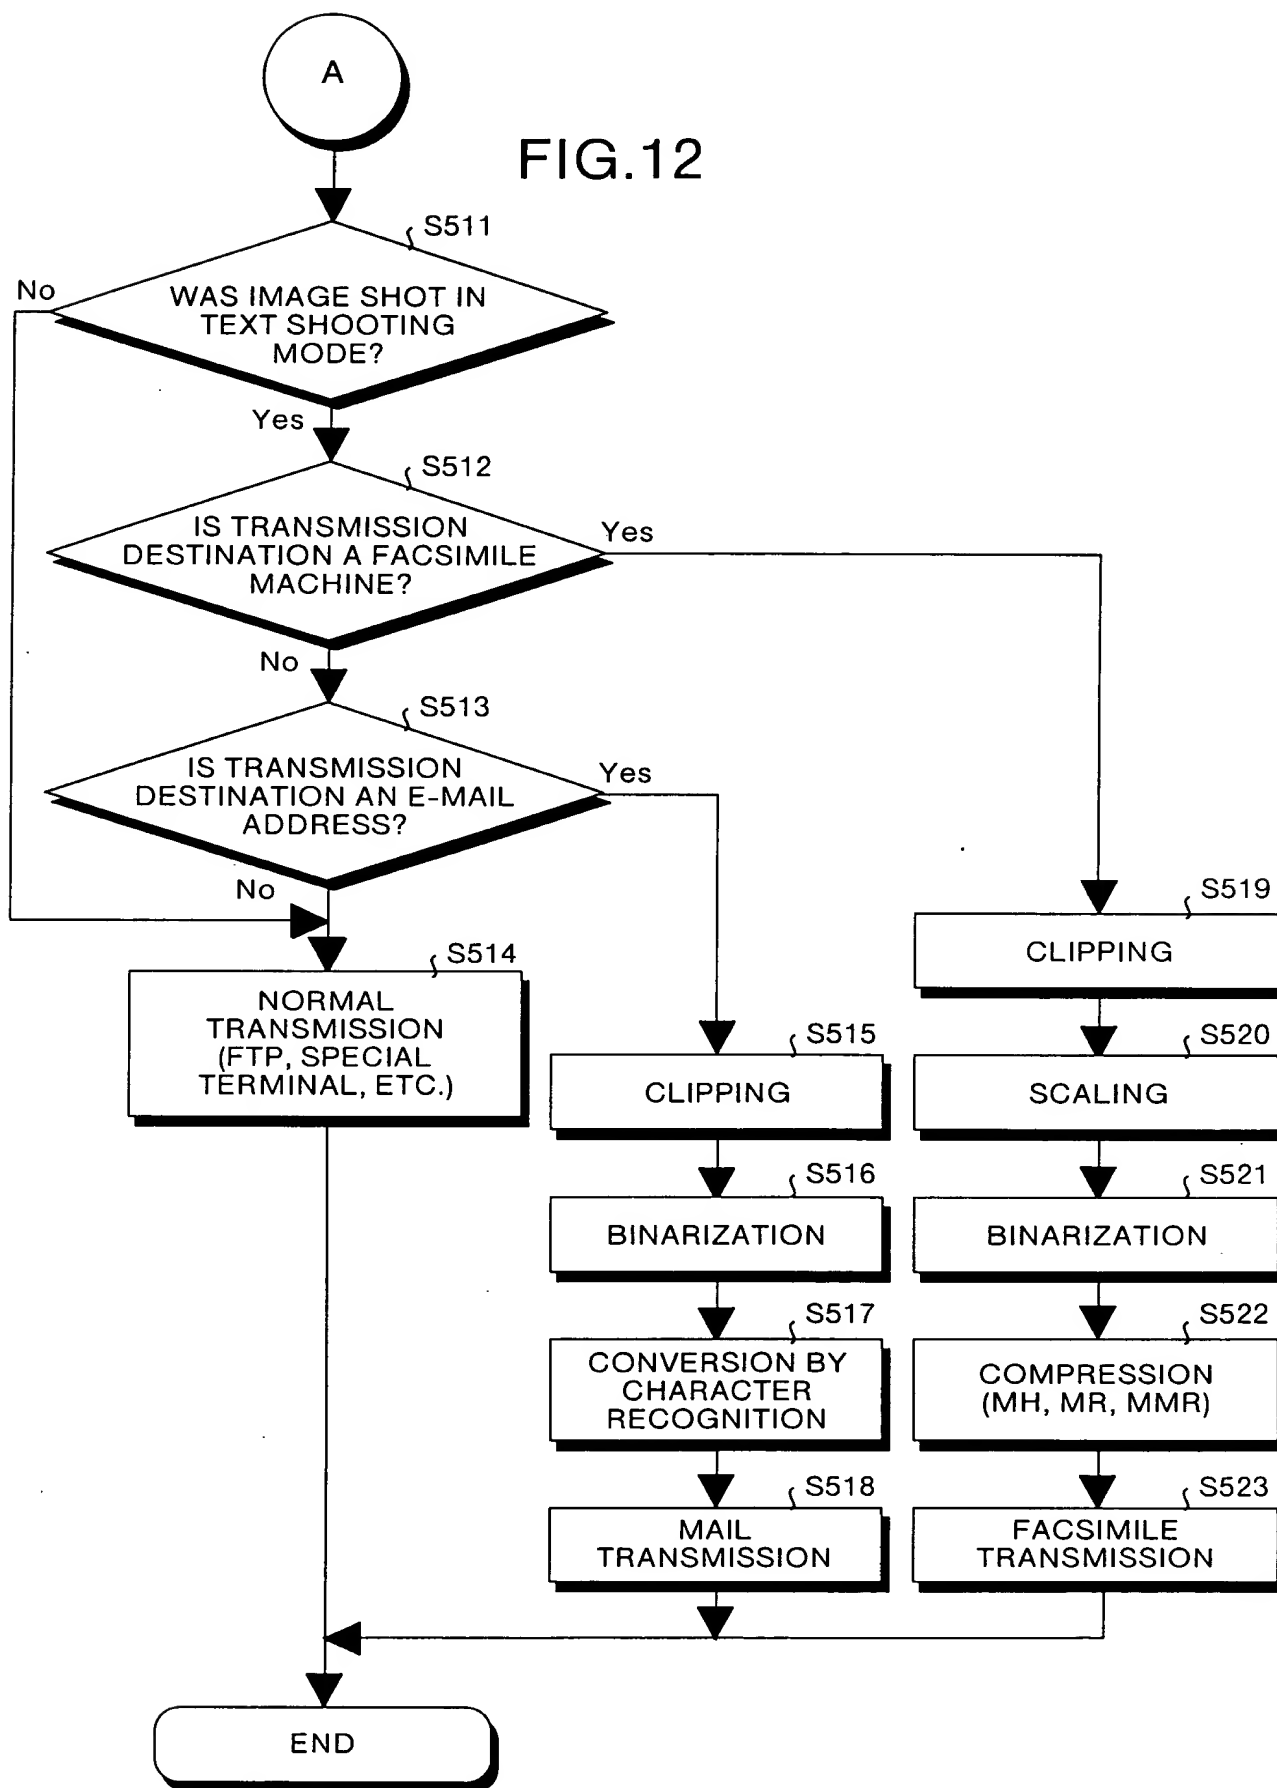 A
FIG.12
S511
No
WAS IMAGE SHOT IN
TEXT SHOOTING
MODE?
Yes
S512
IS TRANSMISSION
DESTINATION A FACSIMILE
MACHINE?
Yes
No
S513
IS TRANSMISSION
DESTINATION AN E-MAIL
ADDRESS?
Yes
No
S514
NORMAL
TRANSMISSION
(FTP, SPECIAL
TERMINAL, ETC.)
S515
CLIPPING
S516
BINARIZATION
S517
CONVERSION BY
CHARACTER
RECOGNITION
S518
MAIL
TRANSMISSION
S519
CLIPPING
S520
SCALING
S521
BINARIZATION
S522
COMPRESSION
(MH, MR, MMR)
S523
FACSIMILE
TRANSMISSION
END